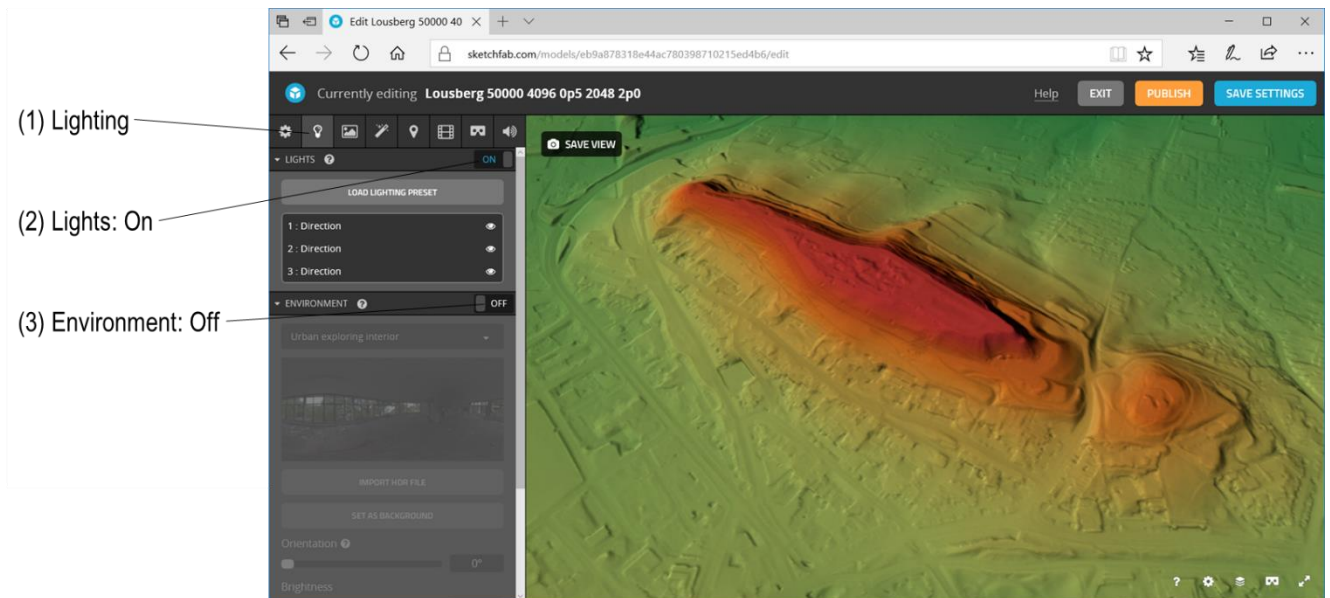 Edit Lousberg 50000 40
sketchfab.com/models/eb9a878318e44ac780398710215ed4b6/edit
Currently editing Lousberg 50000 4096 0p5 2048 2p0
Help
EXIT
PUBLISH
SAVE SETTINGS
(1) Lighting
SAVE VIEW
LIGHTS ?
ON
LOAD LIGHTING PRESET
(2) Lights: On
1 : Direction
2 : Direction
3 : Direction
ENVIRONMENT ?
OFF
(3) Environment: Off
Urban exploring interior
IMPORT HDR FILE
SET AS BACKGROUND
Orientation ?
0°
Brightness
?